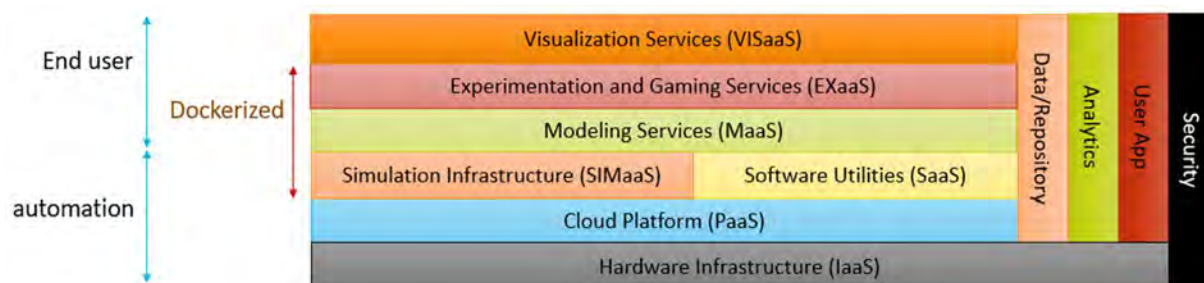 End user
Dockerized
automation
Visualization Services (VISaaS)
Experimentation and Gaming Services (EXaaS)
Modeling Services (MaaS)
Simulation Infrastructure (SIMaaS)
Software Utilities (SaaS)
Cloud Platform (PaaS)
Hardware Infrastructure (IaaS)
Data/Repository
Analytics
User App
Security